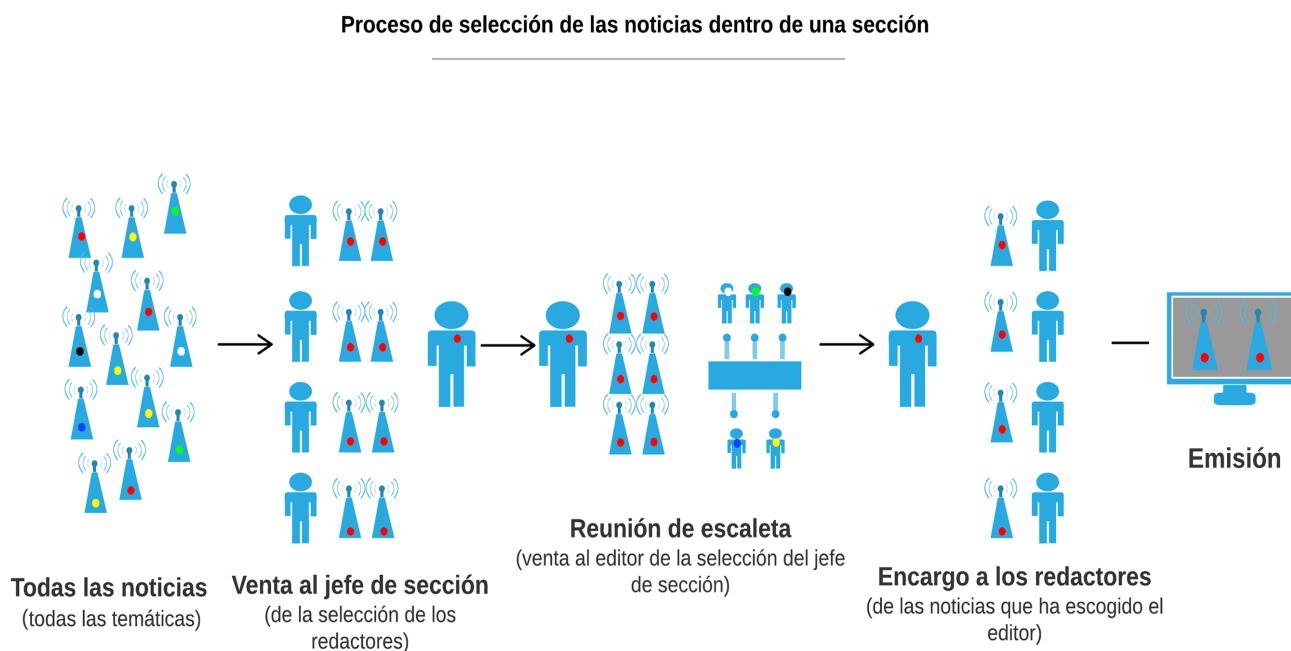 Proceso de selección de las noticias dentro de una sección
Todas las noticias
(todas las temáticas)
Venta al jefe de sección
(de la selección de los
redactores)
Reunión de escaleta
(venta al editor de la selección del jefe
de sección)
Encargo a los redactores
(de las noticias que ha escogido el
editor)
Emisión